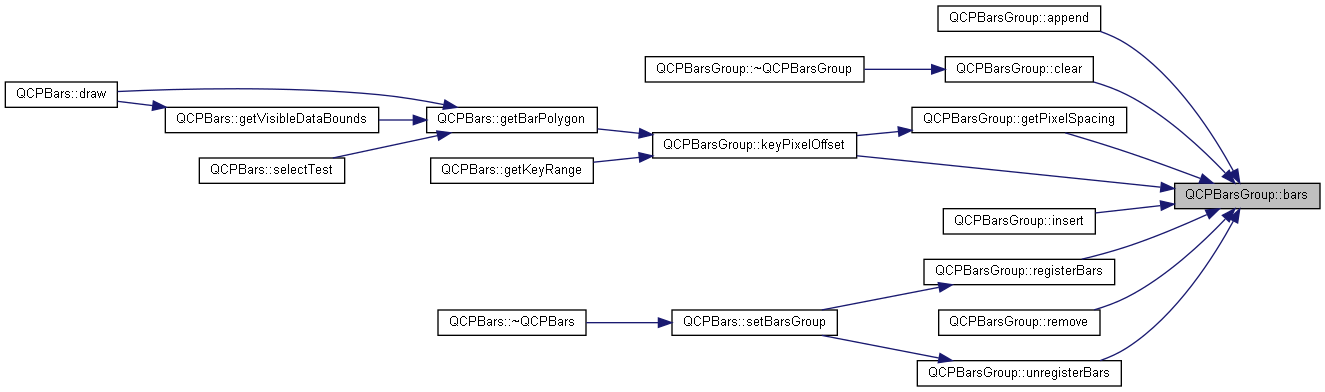 QCPBarsGroup::append
QCPBarsGroup::~QCPBarsGroup
QCPBarsGroup::clear
QCPBars::draw
QCPBars::getVisibleDataBounds
QCPBars::getBarPolygon
QCPBarsGroup::getPixelSpacing
QCPBarsGroup::keyPixelOffset
QCPBars::selectTest
QCPBars::getKeyRange
QCPBarsGroup::bars
QCPBarsGroup::insert
QCPBarsGroup::registerBars
QCPBars::~QCPBars
QCPBars::setBarsGroup
QCPBarsGroup::remove
QCPBarsGroup::unregisterBars